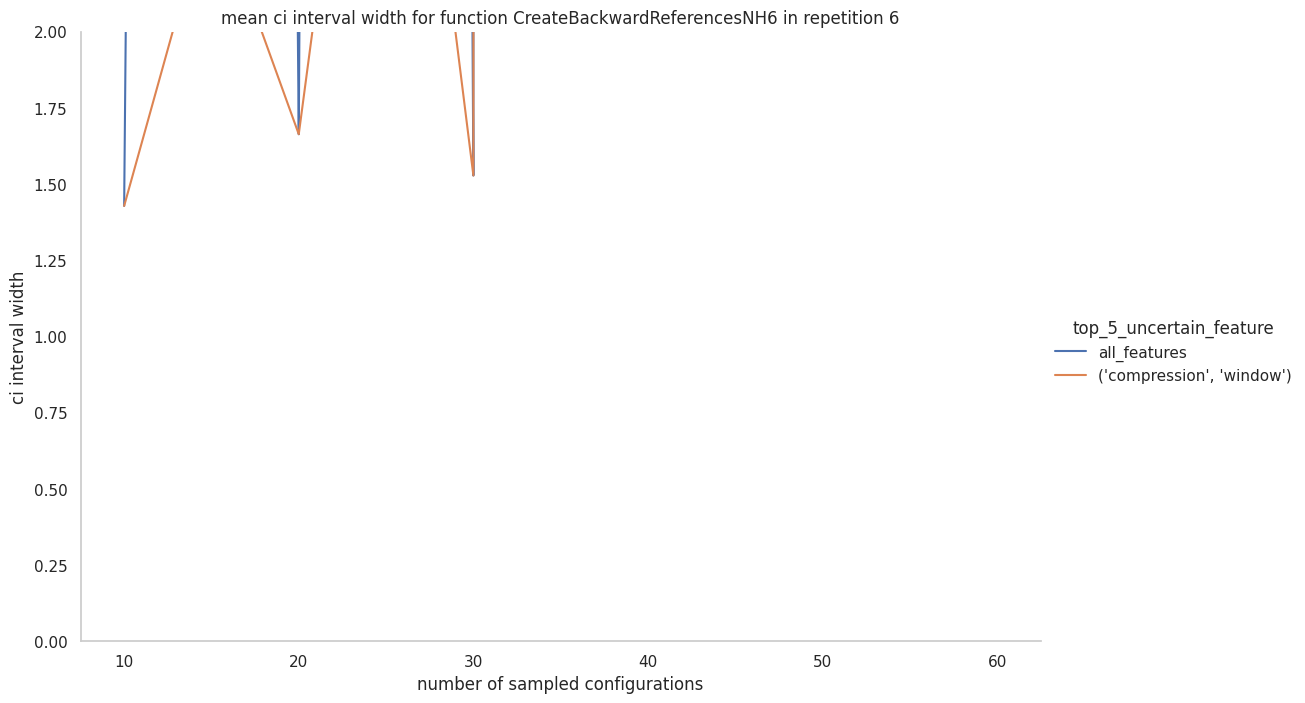 mean ci interval width for function CreateBackwardReferencesNH6 in repetition 6
2.00
1.75
1.50
1.25
1.00
0.75
0.50
0.25
0.00
ci interval width
10 20 30 40 50 60
number of sampled configurations
top_5_uncertain_feature
all_features
('compression', 'window')